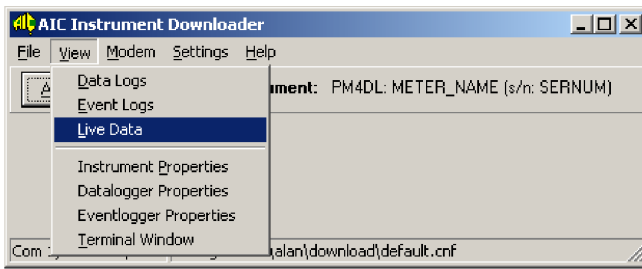 AIC AIC Instrument Downloader
File View Modem Settings Help
Data Logs
Event Logs
Live Data
Instrument Properties
Datalogger Properties
Eventlogger Properties
Terminal Window
A
ument: PM4DL: METER_NAME (s/n: SERNUM)
Com
\alan\download\default.cnf